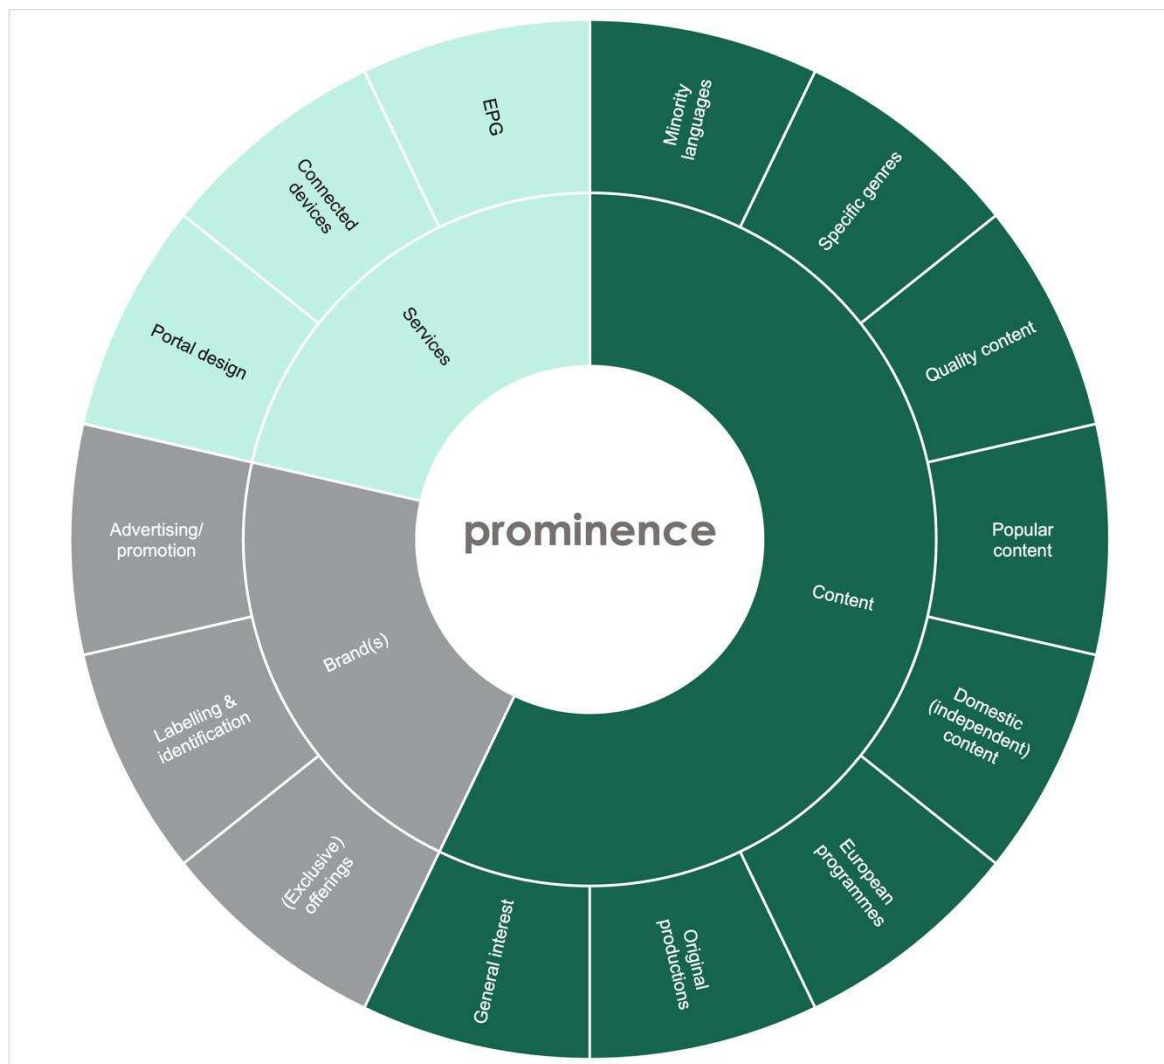 prominence
Content
Minority
languages
Specific genres
Quality content
Popular
content
Domestic
(independent)
content
European
programmes
Original
productions
General interest
Brand(s)
(Exclusive)
offerings
Labelling &
identification
Advertising/
promotion
Services
Portal design
Connected
devices
EPG